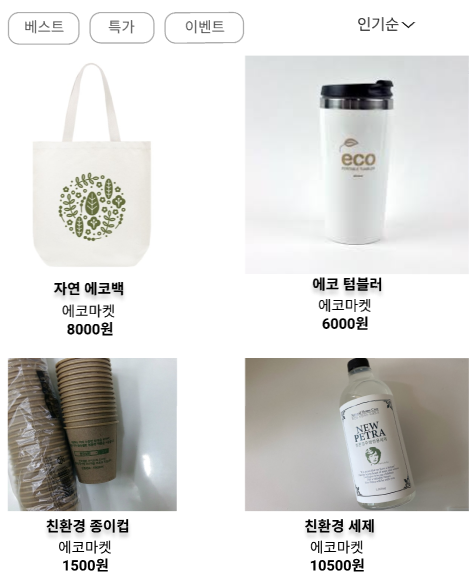 베스트
특가
이벤트
인기순
eco
자연 에코백
에코마켓
8000원
에코 텀블러
에코마켓
6000원
NEW
PETRA
친환경 종이컵
에코마켓
1500원
친환경 세제
에코마켓
10500원